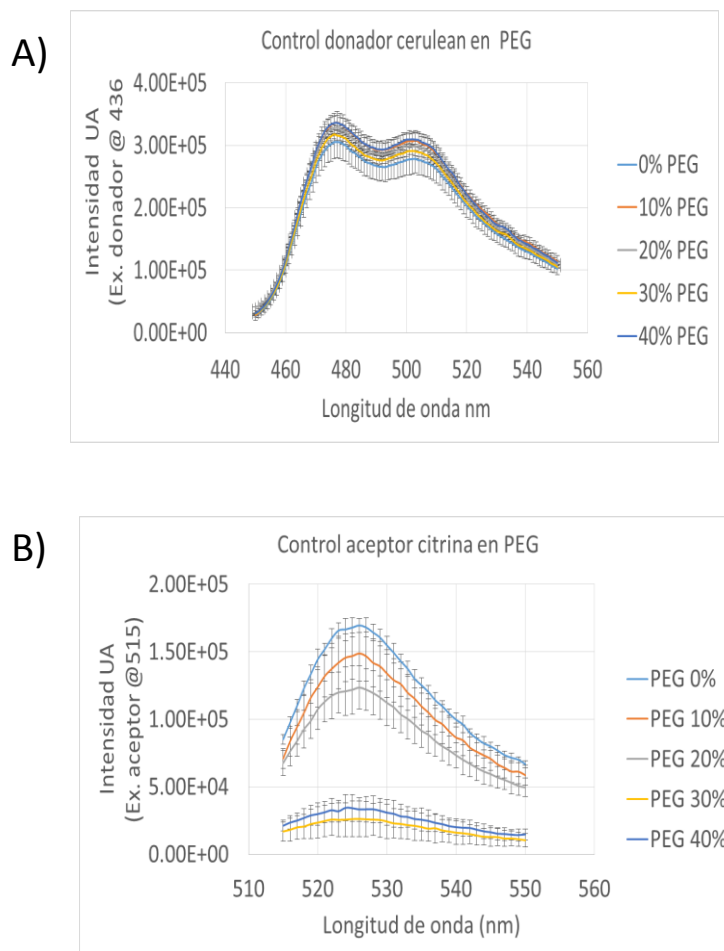 A)
Control donador cerulean en PEG
Intensidad UA
(Ex. donador @ 436
4.00E+05
3.00E+05
2.00E+05
1.00E+05
0.00E+00
440 460 480 500 520 540 560
Longitud de onda nm
0% PEG
10% PEG
20% PEG
30% PEG
40% PEG
B)
Control aceptor citrina en PEG
Intensidad UA
(Ex. aceptor @515)
2.00E+05
1.50E+05
1.00E+05
5.00E+04
0.00E+00
510 520 530 540 550 560
Longitud de onda (nm)
PEG 0%
PEG 10%
PEG 20%
PEG 30%
PEG 40%